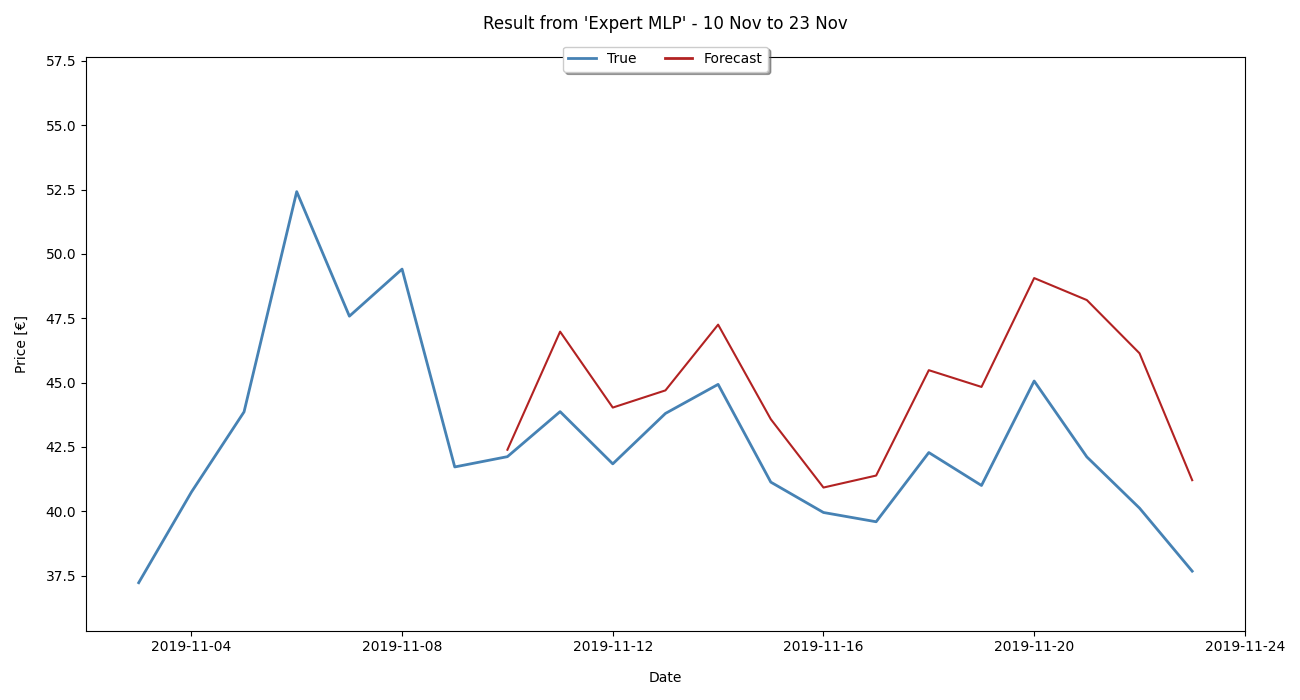 Result from 'Expert MLP' - 10 Nov to 23 Nov
True Forecast
57.5
55.0
52.5
50.0
47.5
45.0
42.5
40.0
37.5
Price [€]
2019-11-04 2019-11-08 2019-11-12 2019-11-16 2019-11-20 2019-11-24
Date